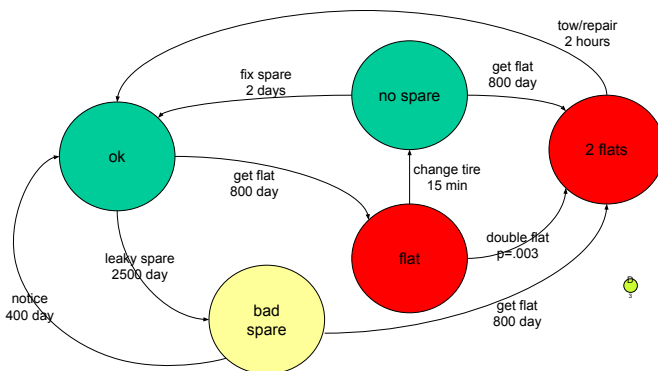 tow/repair
2 hours
get flat
800 day
fix spare
2 days
no spare
2 flats
ok
change tire
15 min
get flat
800 day
double flat
p=.003
flat
leaky spare
2500 day
notice
400 day
bad
spare
get flat
800 day
D
3